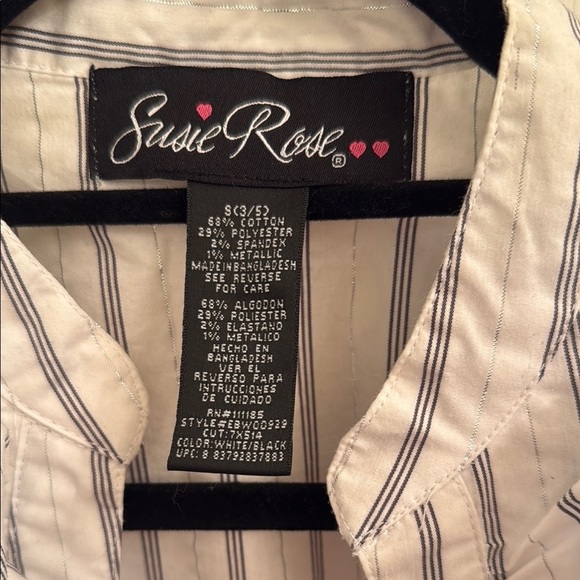 Susie Rose ®
S(3/5)
68% COTTON
29% POLYESTER
2% SPANDEX
1% METALLIC
MADE IN BANGLADESH
SEE REVERSE
FOR CARE
68% ALGODON
29% POLIESTER
2% ELASTANO
1% METALICO
HECHO EN
BANGLADESH
VER EL
REVERSO PARA
INTRUCCIONES
DE CUIDADO
RN#111185
STYLE#EBWOD929
CUT:7X514
COLOR:WHITE/BLACK
UPC: 8 83792837883